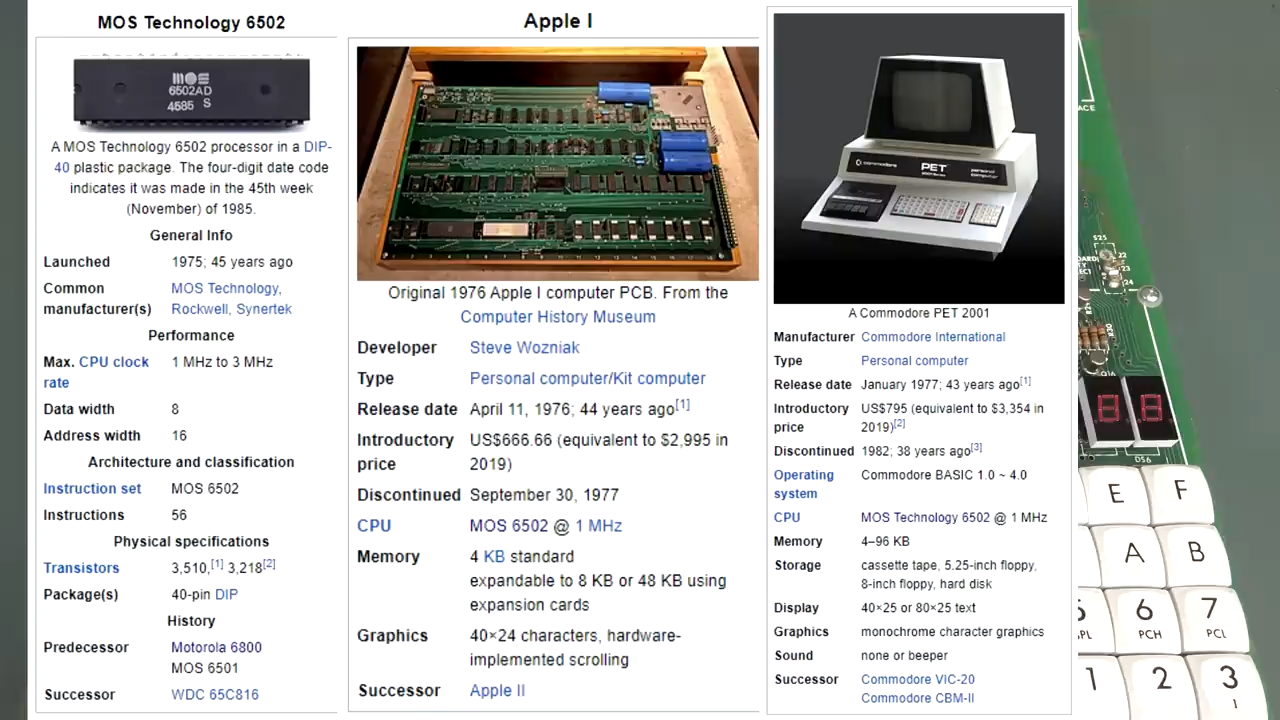 MOS Technology 6502
6502AD
4585 S
A MOS Technology 6502 processor in a DIP-
40 plastic package. The four-digit date code
indicates it was made in the 45th week
(November) of 1985.
General Info
Launched 1975; 45 years ago
Common manufacturer(s) MOS Technology,
Rockwell, Synertek
Performance
Max. CPU clock rate 1 MHz to 3 MHz
Data width 8
Address width 16
Architecture and classification
Instruction set MOS 6502
Instructions 56
Physical specifications
Transistors 3,510,[1] 3,218[2]
Package(s) 40-pin DIP
History
Predecessor Motorola 6800
MOS 6501
Successor WDC 65C816
Apple I
Original 1976 Apple I computer PCB. From the
Computer History Museum
Developer Steve Wozniak
Type Personal computer/Kit computer
Release date April 11, 1976; 44 years ago[1]
Introductory price US$666.66 (equivalent to $2,995 in
2019)
Discontinued September 30, 1977
CPU MOS 6502 @ 1 MHz
Memory 4 KB standard
expandable to 8 KB or 48 KB using
expansion cards
Graphics 40×24 characters, hardware-
implemented scrolling
Successor Apple II
commodore PET personal computer
A Commodore PET 2001
Manufacturer Commodore International
Type Personal computer
Release date January 1977; 43 years ago[1]
Introductory price US$795 (equivalent to $3,354 in
2019)[2]
Discontinued 1982; 38 years ago[3]
Operating system Commodore BASIC 1.0 ~ 4.0
CPU MOS Technology 6502 @ 1 MHz
Memory 4–96 KB
Storage cassette tape, 5.25-inch floppy,
8-inch floppy, hard disk
Display 40×25 or 80×25 text
Graphics monochrome character graphics
Sound none or beeper
Successor Commodore VIC-20
Commodore CBM-II
S25
DS6
E F
A B
6 7
PCH PCL
1 2 3